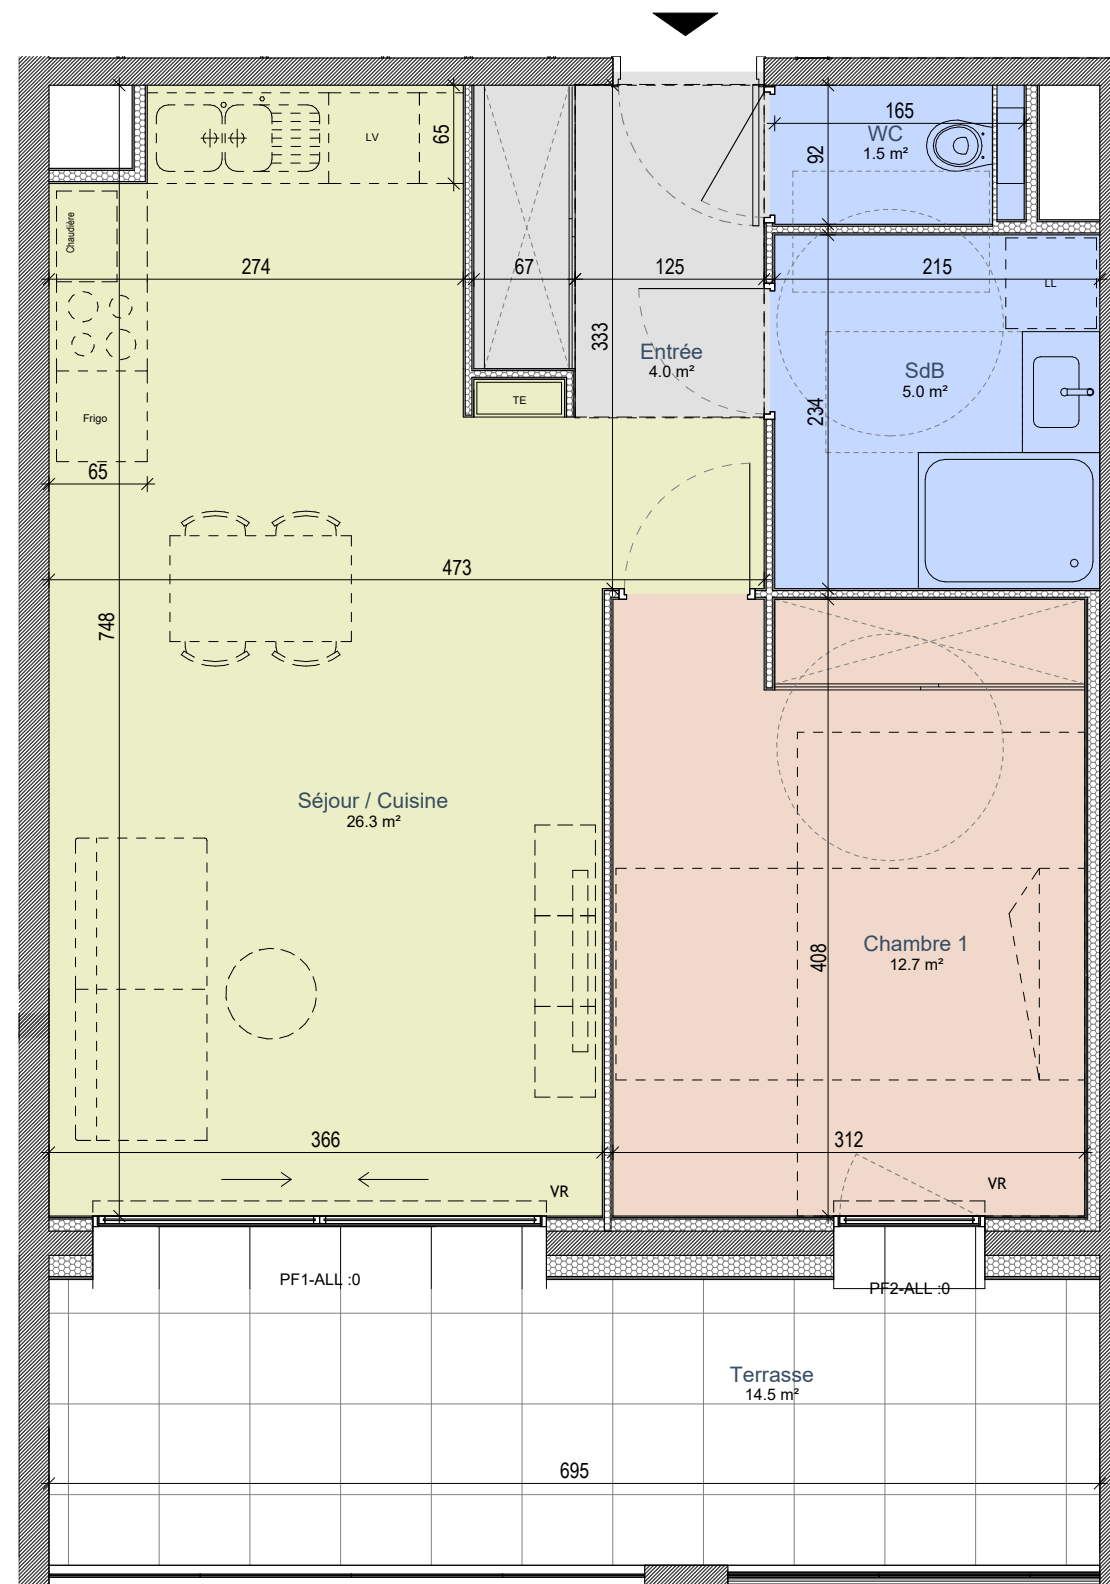 165
WC
1.5 m²
92
65
LV
Chaudière
274
67
125
215
LL
333
Entrée
4.0 m²
SdB
5.0 m²
234
TE
Frigo
65
473
748
Séjour / Cuisine
26.3 m²
Chambre 1
12.7 m²
408
366
312
VR
VR
PF1-ALL :0
PF2-ALL :0
Terrasse
14.5 m²
695